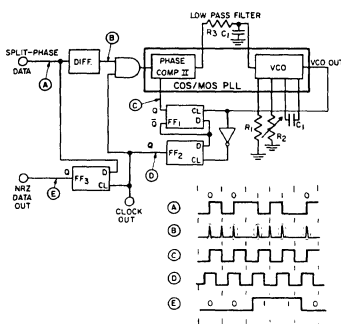 LOW PASS FILTER
R3 C1
B
SPLIT-PHASE
DATA
A
DIFF.
PHASE
COMP II
VCO
VCO OUT
COS/MOS PLL
C
Q CL
Q̄ D
FF1
R1
R2
C1
Q D
FF2
CL
D
Q D
FF3
CL
E
NRZ
DATA
OUT
CLOCK
OUT
A
0 0 0 1 1 0
B
C
D
E
0 0 0 1 1 0